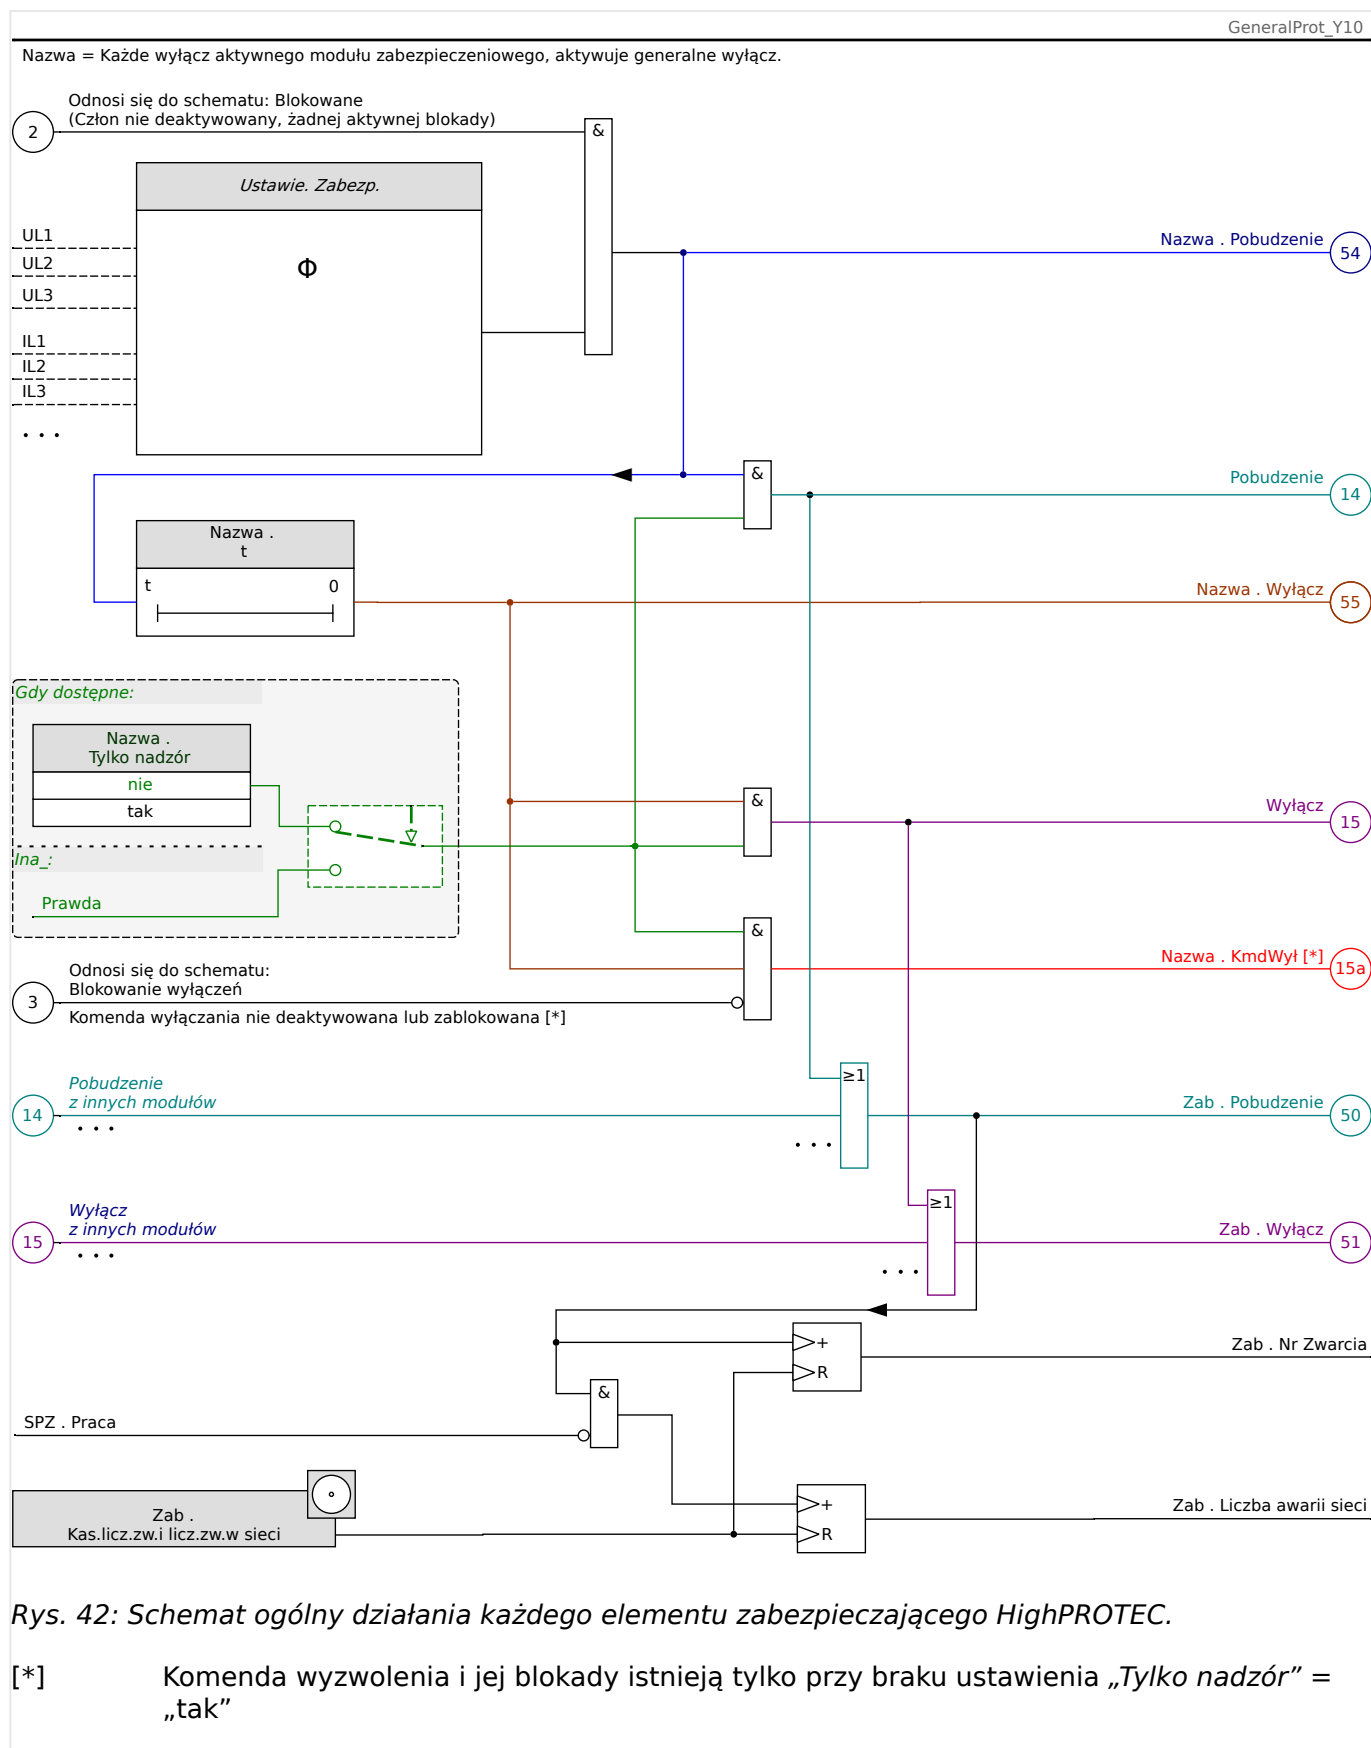 GeneralProt_Y10
Nazwa = Każde wyłącz aktywnego modułu zabezpieczeniowego, aktywuje generalne wyłącz.
Odnosi się do schematu: Blokowane
(Człon nie deaktywowany, żadnej aktywnej blokady)
2
&
Ustawie. Zabezp.
Φ
UL1
UL2
UL3
IL1
IL2
IL3
. . .
Nazwa . Pobudzenie
54
&
Pobudzenie
14
Nazwa .
t
t 0
Nazwa . Wyłącz
55
Gdy dostępne:
Nazwa .
Tylko nadzór
nie
tak
Ina_:
Prawda
&
Wyłącz
15
&
Nazwa . KmdWył [*]
15a
Odnosi się do schematu:
Blokowanie wyłączeń
3
Komenda wyłączania nie deaktywowana lub zablokowana [*]
Pobudzenie
z innych modułów
14
. . .
≥1
. . .
Zab . Pobudzenie
50
Wyłącz
z innych modułów
15
. . .
≥1
. . .
Zab . Wyłącz
51
+
R
Zab . Nr Zwarcia
&
SPZ . Praca
Zab .
Kas.licz.zw.i licz.zw.w sieci
+
R
Zab . Liczba awarii sieci
Rys. 42: Schemat ogólny działania każdego elementu zabezpieczającego HighPROTEC.
[*] Komenda wyzwolenia i jej blokady istnieją tylko przy braku ustawienia „Tylko nadzór” =
„tak”